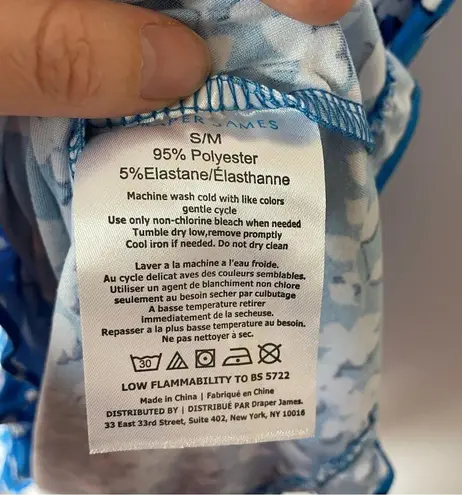 DRAPER JAMES
S/M
95% Polyester
5%Elastane/Élasthanne
Machine wash cold with like colors
gentle cycle
Use only non-chlorine bleach when needed
Tumble dry low,remove promptly
Cool iron if needed. Do not dry clean
Laver a la machine a l'eau froide.
Au cycle delicat aves des couleurs semblables.
Utiliser un agent de blanchiment non chlore
seulement au besoin secher par culbutage
A basse temperature retirer
Immediatement de la secheuse.
Repasser a la plus basse temperature au besoin.
Ne pas nettoyer à sec.
30
LOW FLAMMABILITY TO BS 5722
Made in China | Fabriqué en Chine
DISTRIBUTED BY | DISTRIBUÉ PAR Draper James.
33 East 33rd Street, Suite 402, New York, NY 10016